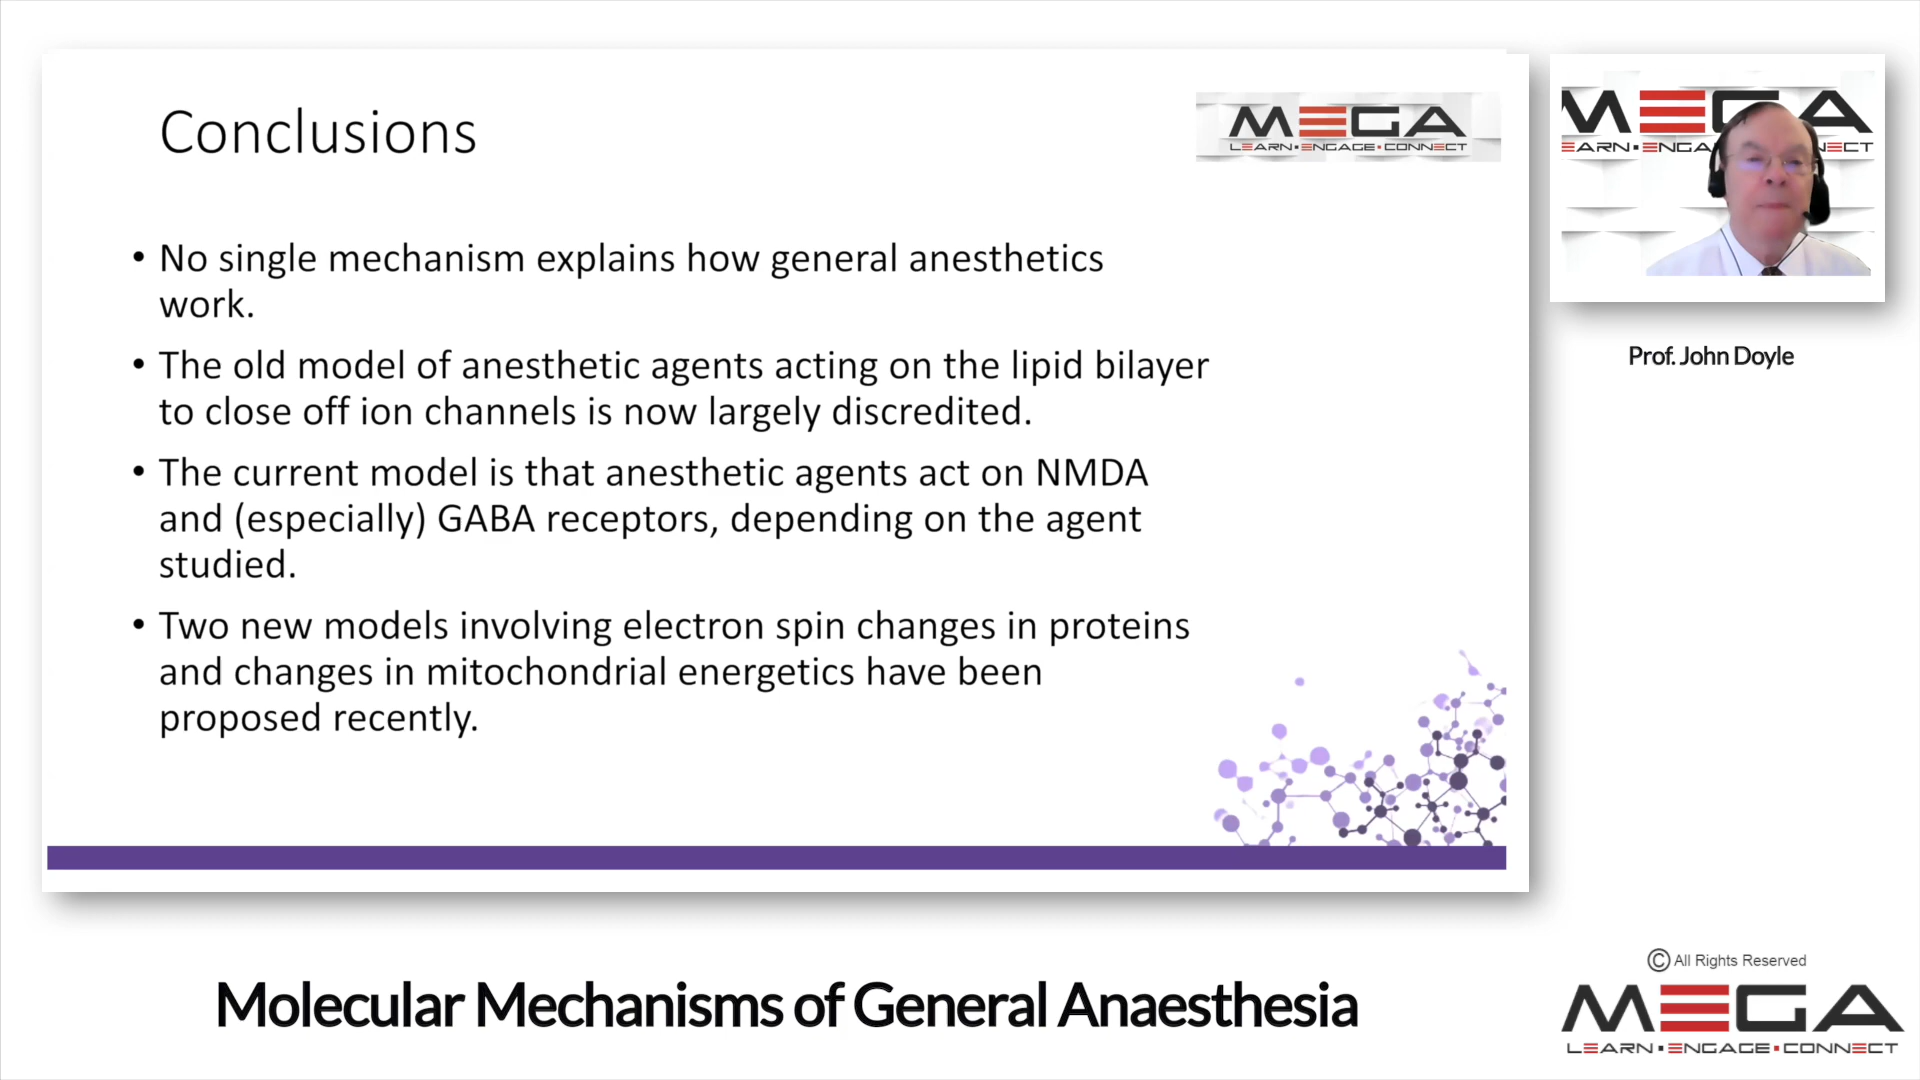 Conclusions
MEGA
LEARN▪ENGAGE▪CONNECT
• No single mechanism explains how general anesthetics
work.
• The old model of anesthetic agents acting on the lipid bilayer
to close off ion channels is now largely discredited.
• The current model is that anesthetic agents act on NMDA
and (especially) GABA receptors, depending on the agent
studied.
• Two new models involving electron spin changes in proteins
and changes in mitochondrial energetics have been
proposed recently.
MEGA
EARN▪ENGA NECT
Prof. John Doyle
Molecular Mechanisms of General Anaesthesia
© All Rights Reserved
MEGA
LEARN▪ENGAGE▪CONNECT